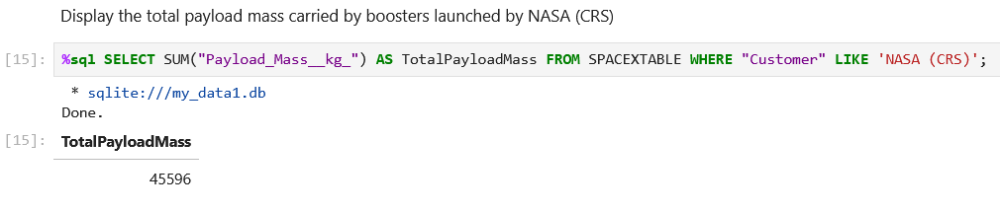 Display the total payload mass carried by boosters launched by NASA (CRS)
[15]: %sql SELECT SUM("Payload_Mass__kg_") AS TotalPayloadMass FROM SPACEXTABLE WHERE "Customer" LIKE 'NASA (CRS)';
* sqlite:///my_data1.db
Done.
[15]: TotalPayloadMass
45596